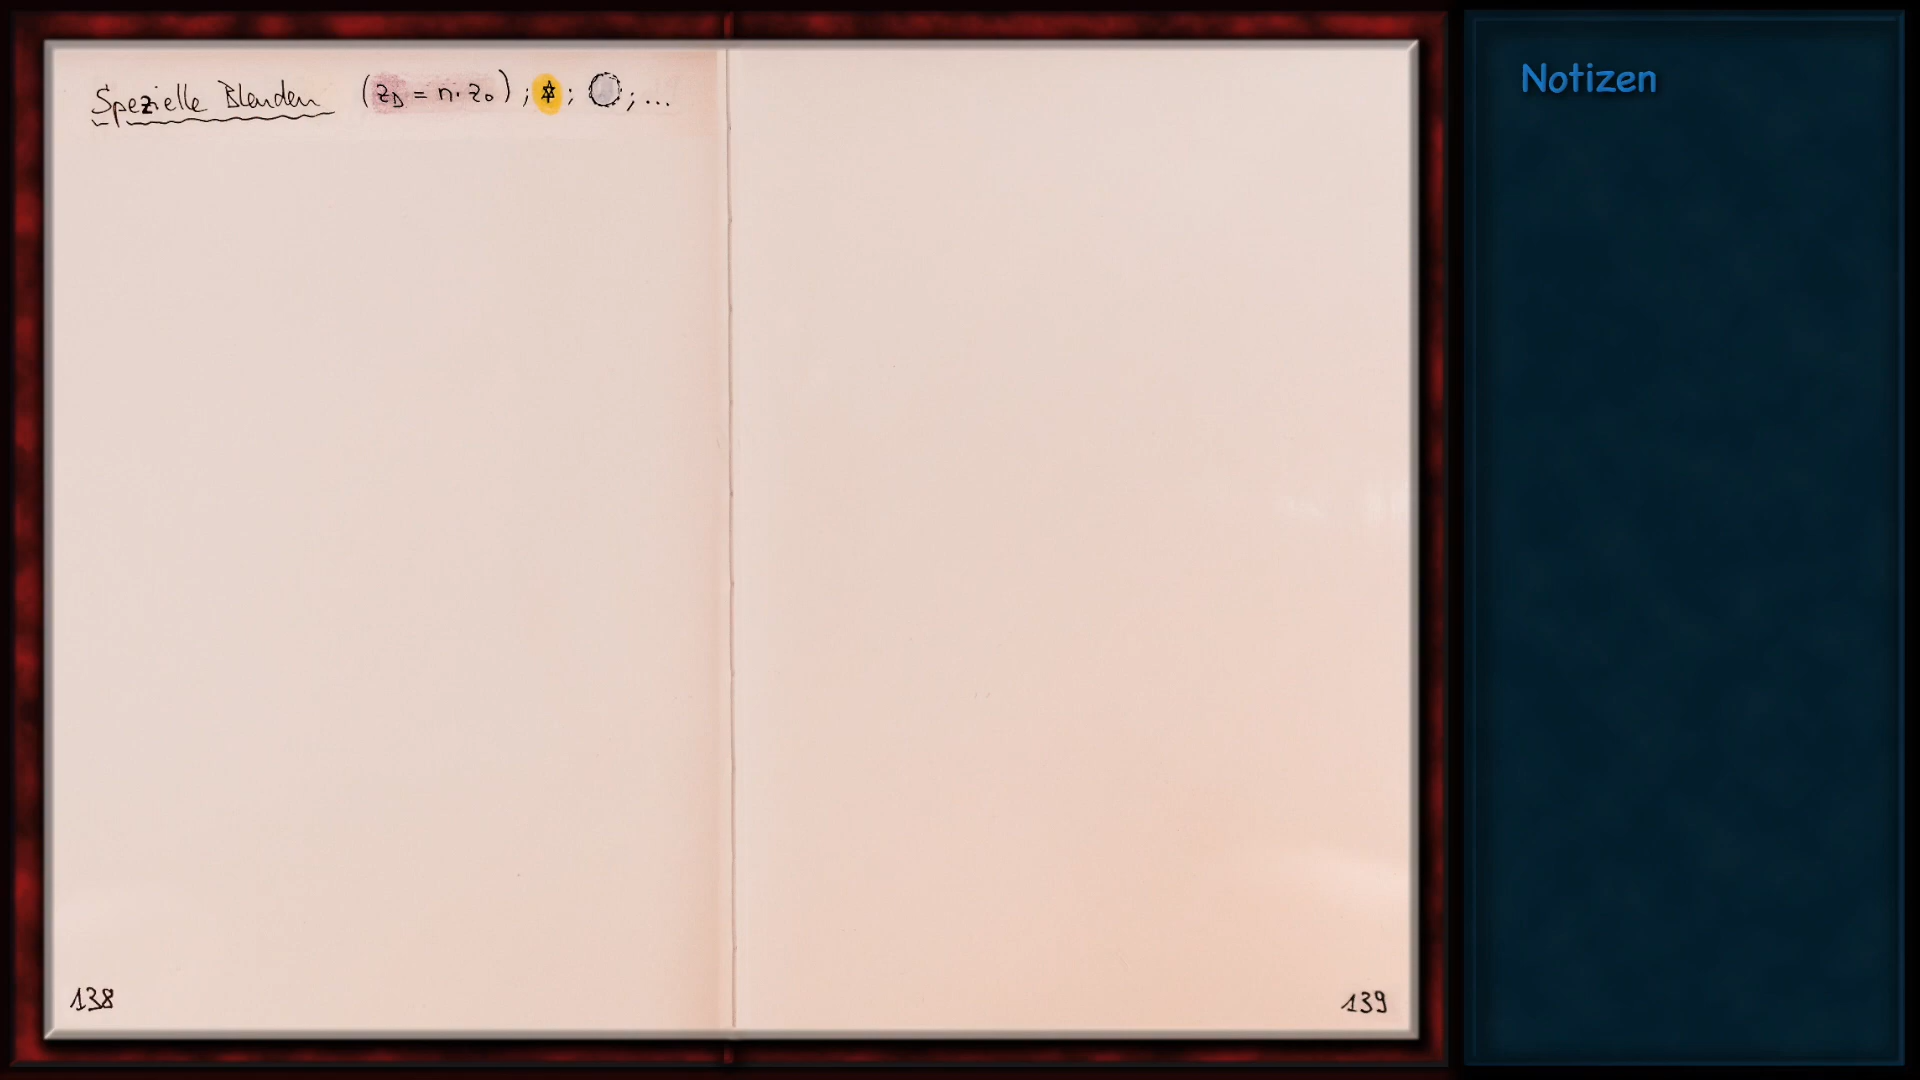 Spezielle Blenden (z_D = n·z_0); ✡; ◯; ...
138
139
Notizen